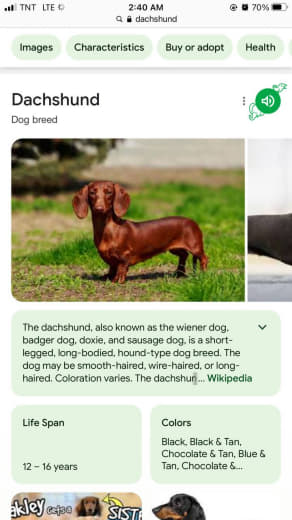 TNT LTE 2:40 AM 70%
dachshund
Images Characteristics Buy or adopt Health
Dachshund
Dog breed
The dachshund, also known as the wiener dog,
badger dog, doxie, and sausage dog, is a short-
legged, long-bodied, hound-type dog breed. The
dog may be smooth-haired, wire-haired, or long-
haired. Coloration varies. The dachshun... Wikipedia
Life Span
12 – 16 years
Colors
Black, Black & Tan,
Chocolate & Tan, Blue &
Tan, Chocolate &...
akley Gets a SIST